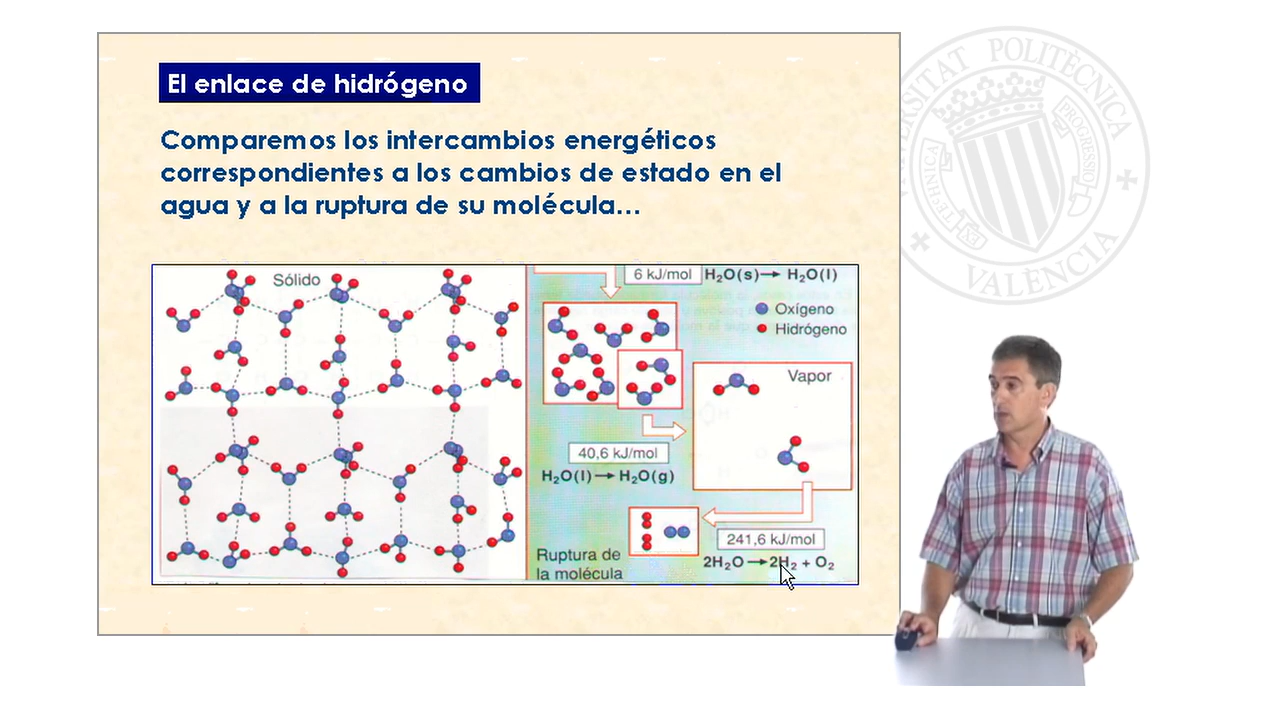 El enlace de hidrógeno
Comparemos los intercambios energéticos
correspondientes a los cambios de estado en el
agua y a la ruptura de su molécula...
Sólido
6 kJ/mol H₂O(s)→ H₂O(l)
Oxígeno
Hidrógeno
Vapor
40,6 kJ/mol
H₂O(l)→H₂O(g)
241,6 kJ/mol
2H₂O→2H₂ + O₂
Ruptura de
la molécula
POLITÈCNICA
VALÈNCIA